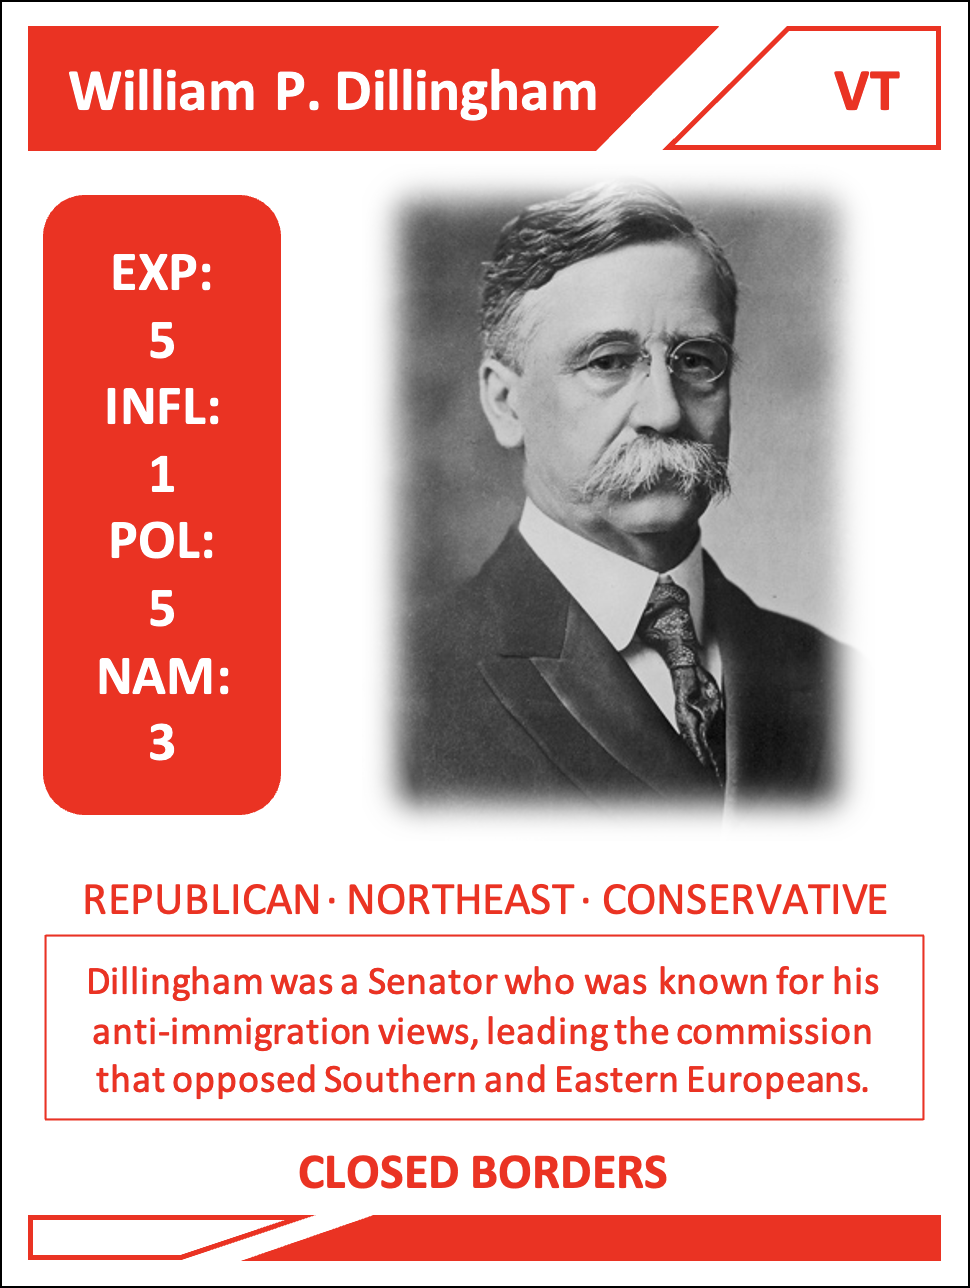 William P. Dillingham
VT
EXP:
5
INFL:
1
POL:
5
NAM:
3
REPUBLICAN · NORTHEAST · CONSERVATIVE
Dillingham was a Senator who was known for his
anti-immigration views, leading the commission
that opposed Southern and Eastern Europeans.
CLOSED BORDERS